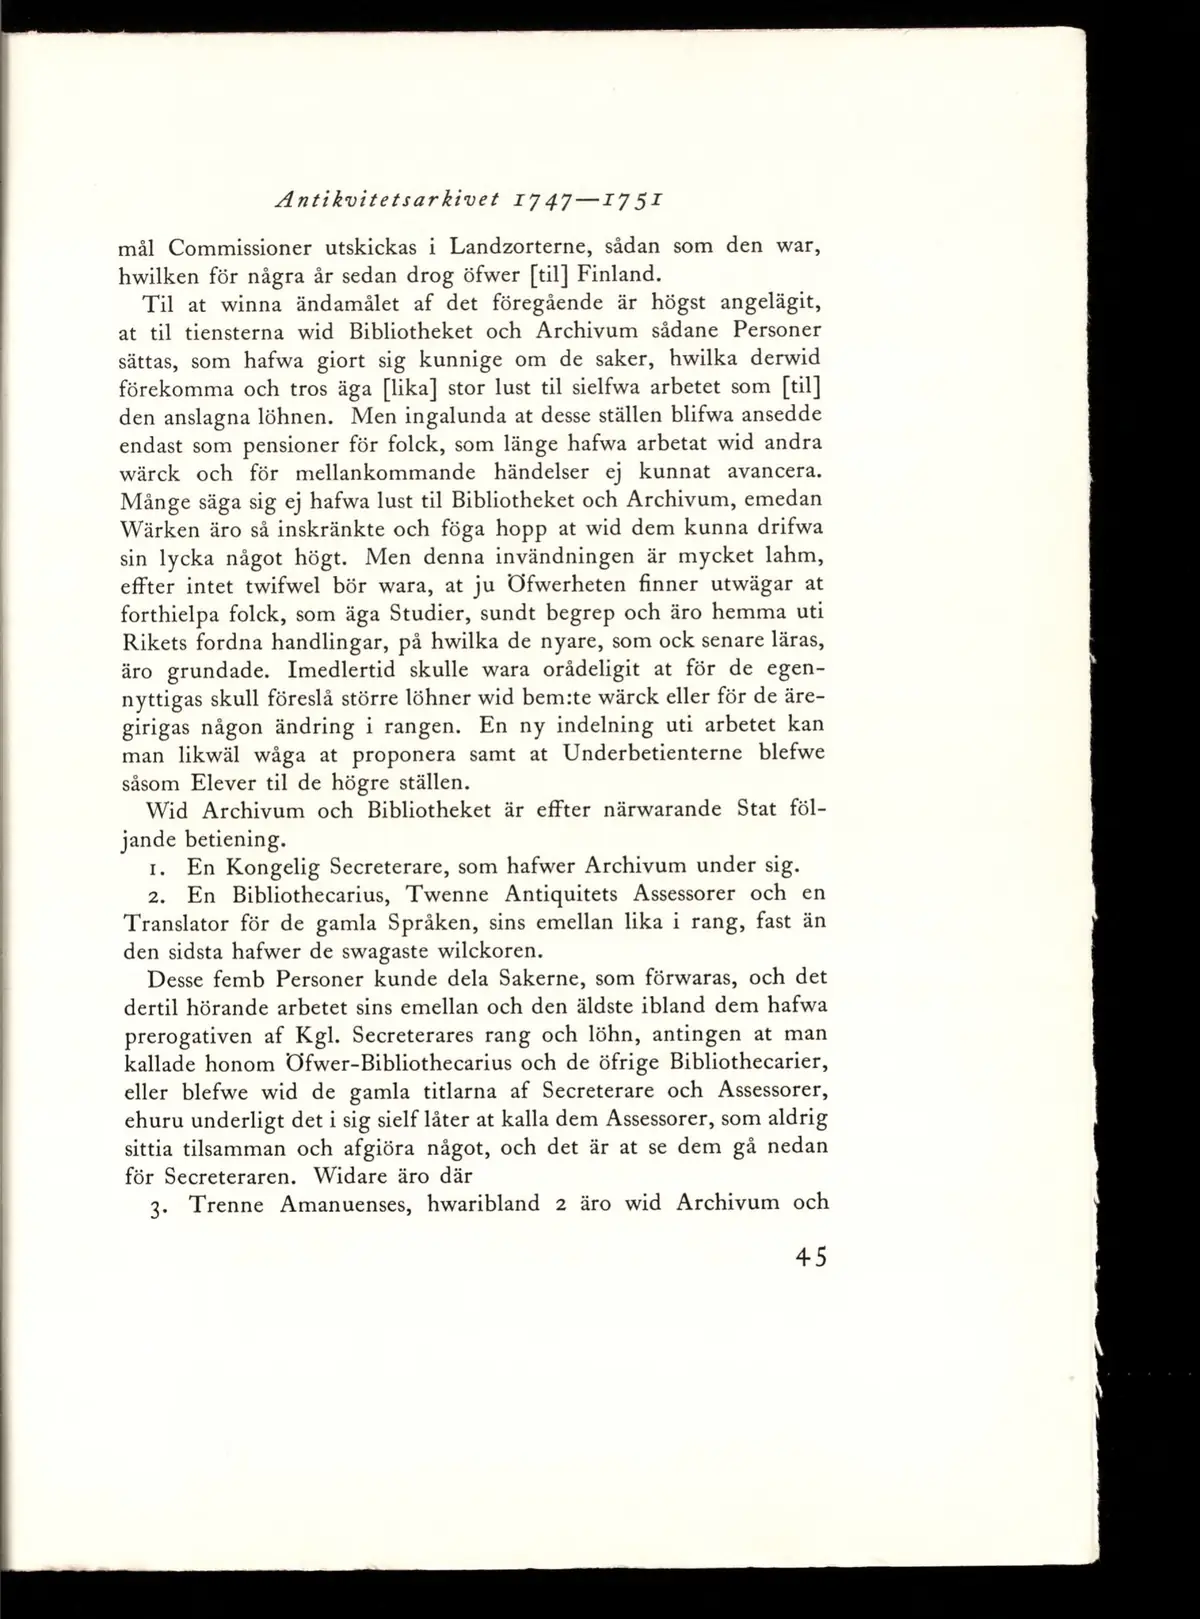 Antikvitetsarkivet 1747—1751
mål Commissioner utskickas i Landzorterne, sådan som den war,
hwilken för några år sedan drog öfwer [til] Finland.
Til at winna ändamålet af det föregående är högst angelägit,
at til tiensterna wid Bibliotheket och Archivum sådane Personer
sättas, som hafwa giort sig kunnige om de saker, hwilka derwid
förekomma och tros äga [lika] stor lust til sielfwa arbetet som [til]
den anslagna löhnen. Men ingalunda at desse ställen blifwa ansedde
endast som pensioner för folck, som länge hafwa arbetat wid andra
wärck och för mellankommande händelser ej kunnat avancera.
Månge säga sig ej hafwa lust til Bibliotheket och Archivum, emedan
Wärken äro så inskränkte och föga hopp at wid dem kunna drifwa
sin lycka något högt. Men denna invändningen är mycket lahm,
effter intet twifwel bör wara, at ju Öfwerheten finner utwägar at
forthielpa folck, som äga Studier, sundt begrep och äro hemma uti
Rikets fordna handlingar, på hwilka de nyare, som ock senare läras,
äro grundade. Imedlertid skulle wara orådeligit at för de egen-
nyttigas skull föreslå större löhner wid bem:te wärck eller för de äre-
girigas någon ändring i rangen. En ny indelning uti arbetet kan
man likwäl wåga at proponera samt at Underbetienterne blefwe
såsom Elever til de högre ställen.
Wid Archivum och Bibliotheket är effter närwarande Stat föl-
jande betiening.
1. En Kongelig Secreterare, som hafwer Archivum under sig.
2. En Bibliothecarius, Twenne Antiquitets Assessorer och en
Translator för de gamla Språken, sins emellan lika i rang, fast än
den sidsta hafwer de swagaste wilckoren.
Desse femb Personer kunde dela Sakerne, som förwaras, och det
dertil hörande arbetet sins emellan och den äldste ibland dem hafwa
prerogativen af Kgl. Secreterares rang och löhn, antingen at man
kallade honom Öfwer-Bibliothecarius och de öfrige Bibliothecarier,
eller blefwe wid de gamla titlarna af Secreterare och Assessorer,
ehuru underligt det i sig sielf låter at kalla dem Assessorer, som aldrig
sittia tilsamman och afgiöra något, och det är at se dem gå nedan
för Secreteraren. Widare äro där
3. Trenne Amanuenses, hwaribland 2 äro wid Archivum och
45